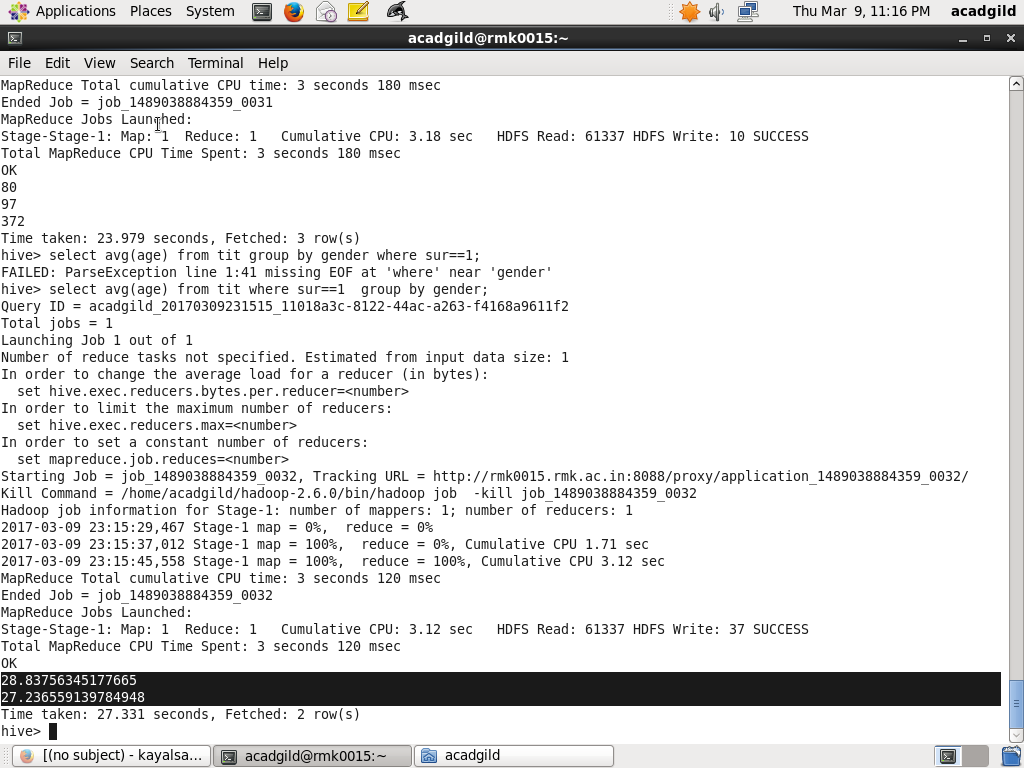 Applications Places System Thu Mar 9, 11:16 PM acadgild
acadgild@rmk0015:~
File Edit View Search Terminal Help
MapReduce Total cumulative CPU time: 3 seconds 180 msec
Ended Job = job_1489038884359_0031
MapReduce Jobs Launched:
Stage-Stage-1: Map: 1  Reduce: 1   Cumulative CPU: 3.18 sec   HDFS Read: 61337 HDFS Write: 10 SUCCESS
Total MapReduce CPU Time Spent: 3 seconds 180 msec
OK
80
97
372
Time taken: 23.979 seconds, Fetched: 3 row(s)
hive> select avg(age) from tit group by gender where sur==1;
FAILED: ParseException line 1:41 missing EOF at 'where' near 'gender'
hive> select avg(age) from tit where sur==1  group by gender;
Query ID = acadgild_20170309231515_11018a3c-8122-44ac-a263-f4168a9611f2
Total jobs = 1
Launching Job 1 out of 1
Number of reduce tasks not specified. Estimated from input data size: 1
In order to change the average load for a reducer (in bytes):
  set hive.exec.reducers.bytes.per.reducer=<number>
In order to limit the maximum number of reducers:
  set hive.exec.reducers.max=<number>
In order to set a constant number of reducers:
  set mapreduce.job.reduces=<number>
Starting Job = job_1489038884359_0032, Tracking URL = http://rmk0015.rmk.ac.in:8088/proxy/application_1489038884359_0032/
Kill Command = /home/acadgild/hadoop-2.6.0/bin/hadoop job  -kill job_1489038884359_0032
Hadoop job information for Stage-1: number of mappers: 1; number of reducers: 1
2017-03-09 23:15:29,467 Stage-1 map = 0%,  reduce = 0%
2017-03-09 23:15:37,012 Stage-1 map = 100%,  reduce = 0%, Cumulative CPU 1.71 sec
2017-03-09 23:15:45,558 Stage-1 map = 100%,  reduce = 100%, Cumulative CPU 3.12 sec
MapReduce Total cumulative CPU time: 3 seconds 120 msec
Ended Job = job_1489038884359_0032
MapReduce Jobs Launched:
Stage-Stage-1: Map: 1  Reduce: 1   Cumulative CPU: 3.12 sec   HDFS Read: 61337 HDFS Write: 37 SUCCESS
Total MapReduce CPU Time Spent: 3 seconds 120 msec
OK
28.83756345177665
27.236559139784948
Time taken: 27.331 seconds, Fetched: 2 row(s)
hive>
[(no subject) - kayalsa... acadgild@rmk0015:~ acadgild